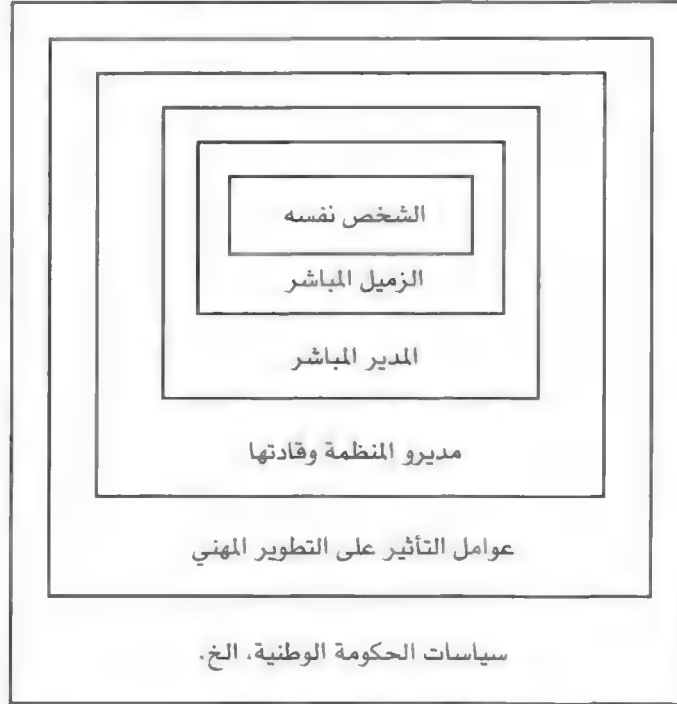 الشخص نفسه
الزميل المباشر
المدير المباشر
مديرو المنظمة وقادتها
عوامل التأثير على التطوير المهني
سياسات الحكومة الوطنية، الخ.